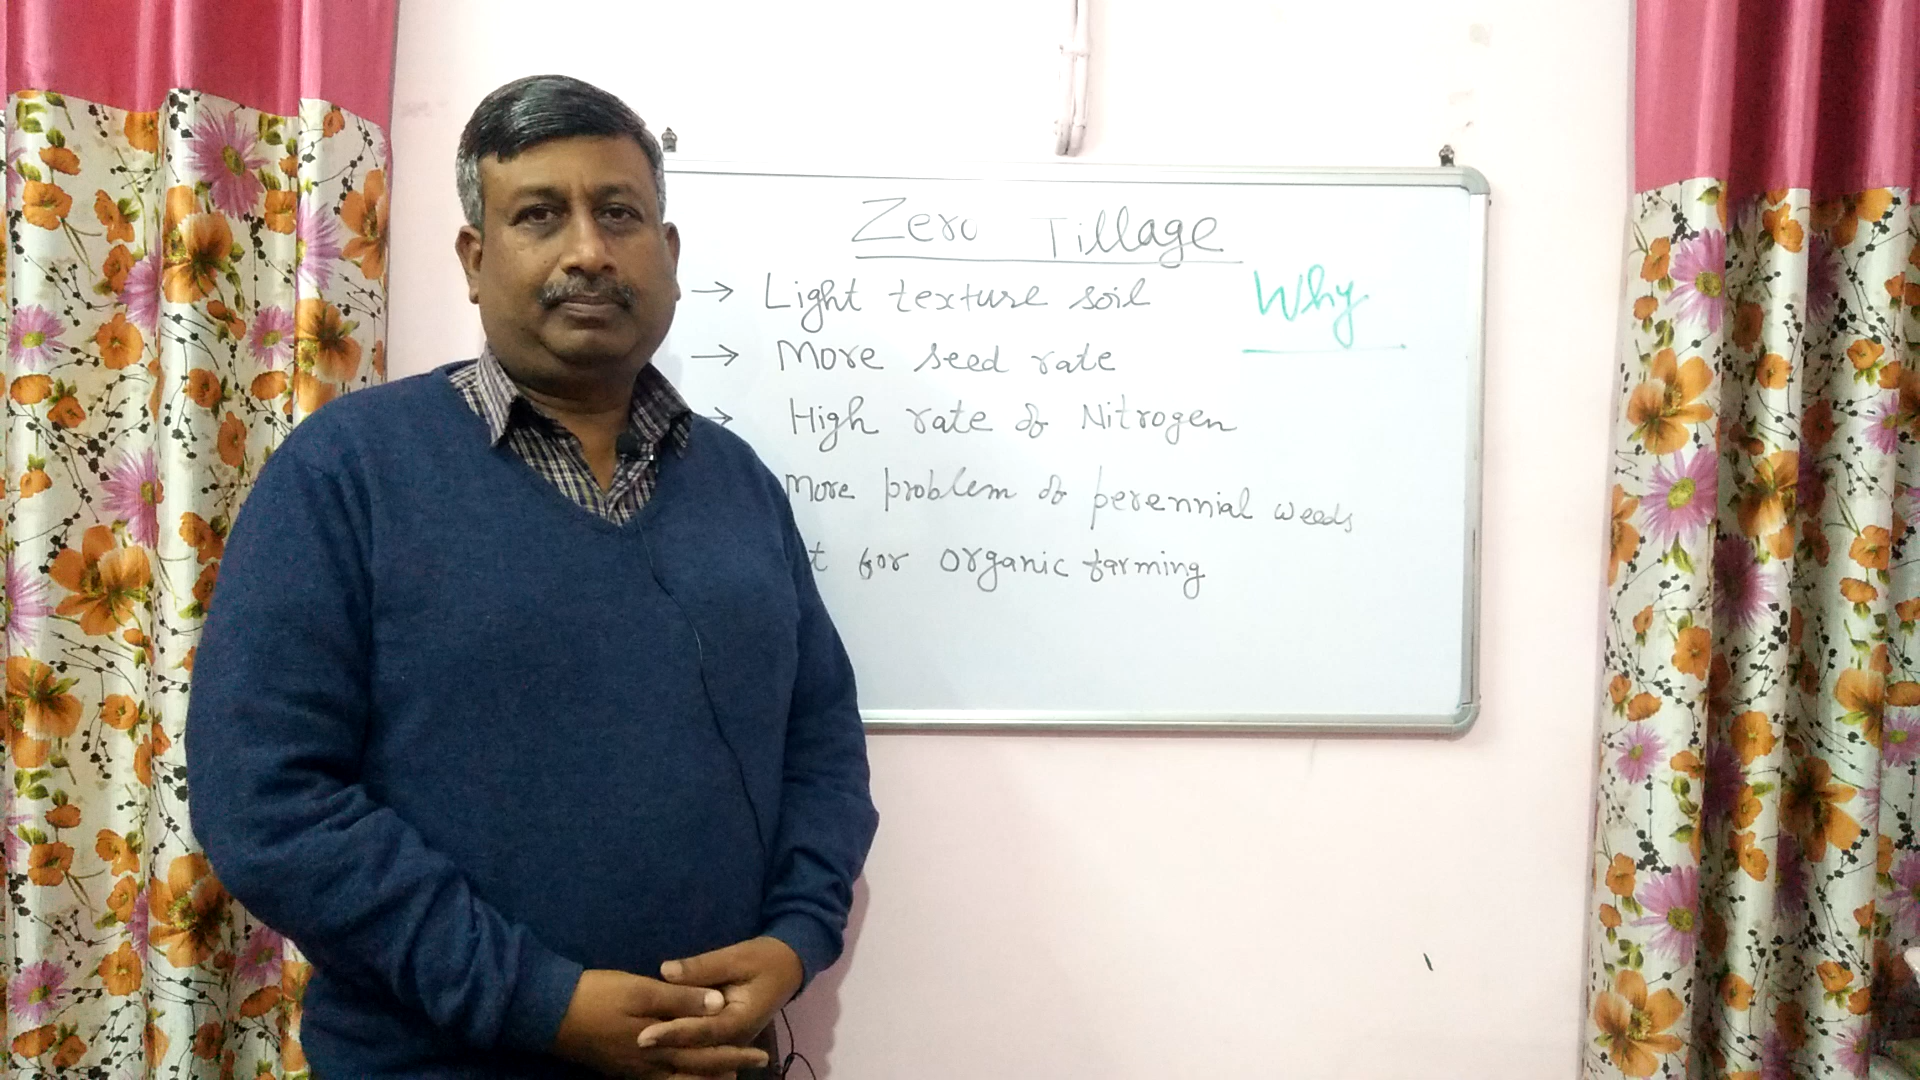 Zero Tillage
→ Light texture soil
Why
→ More seed rate
→ High rate of Nitrogen
More problem of perennial weeds
t for organic farming